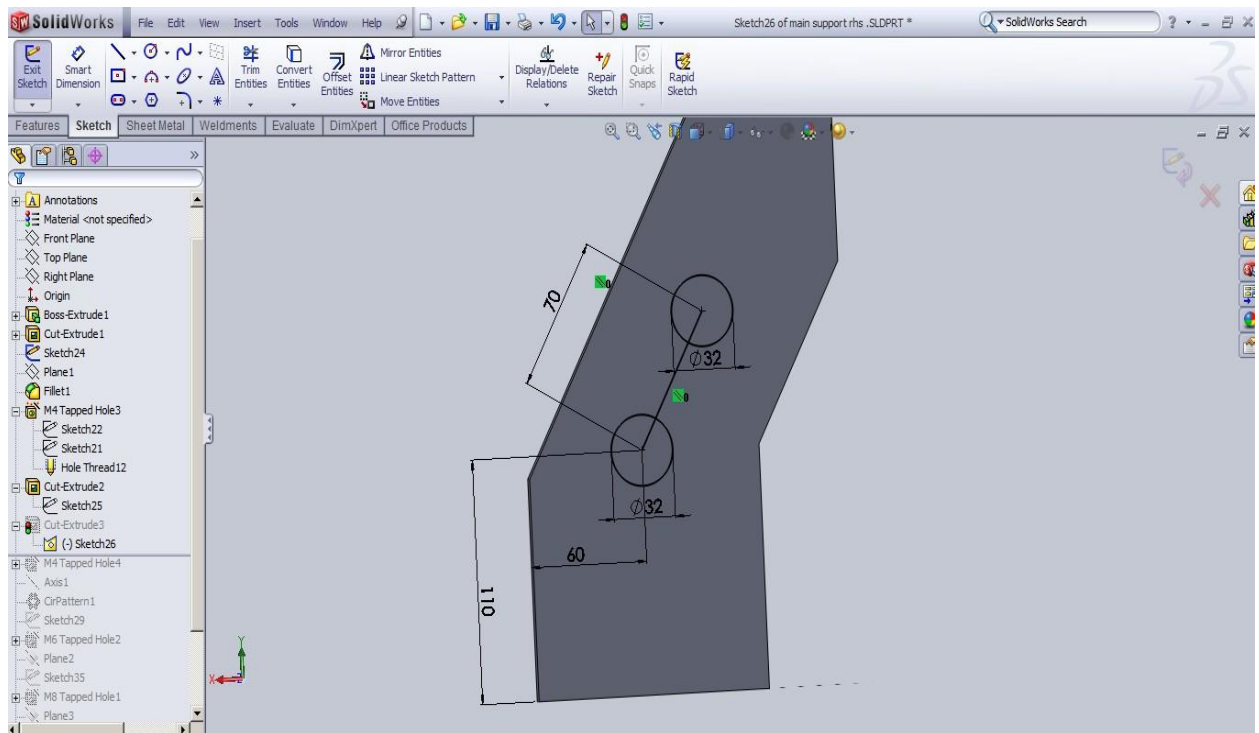 SolidWorks File Edit View Insert Tools Window Help Sketch26 of main support rhs .SLDPRT * SolidWorks Search ?
Exit Sketch
Smart Dimension
Trim Entities
Convert Entities
Offset Entities
Mirror Entities
Linear Sketch Pattern
Move Entities
Display/Delete Relations
Repair Sketch
Quick Snaps
Rapid Sketch
Features Sketch Sheet Metal Weldments Evaluate DimXpert Office Products
Annotations
Material <not specified>
Front Plane
Top Plane
Right Plane
Origin
Boss-Extrude1
Cut-Extrude1
Sketch24
Plane1
Fillet1
M4 Tapped Hole3
Sketch22
Sketch21
Hole Thread12
Cut-Extrude2
Sketch25
Cut-Extrude3
(-) Sketch26
M4 Tapped Hole4
Axis1
CirPattern1
Sketch29
M6 Tapped Hole2
Plane2
Sketch35
M8 Tapped Hole1
Plane3
70
0
Ø32
0
Ø32
60
110
Y
X